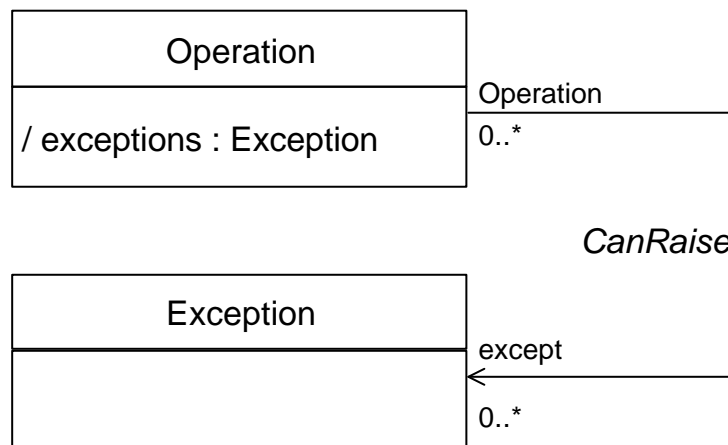 Operation
/ exceptions : Exception
Operation
0..*
CanRaise
Exception
except
0..*